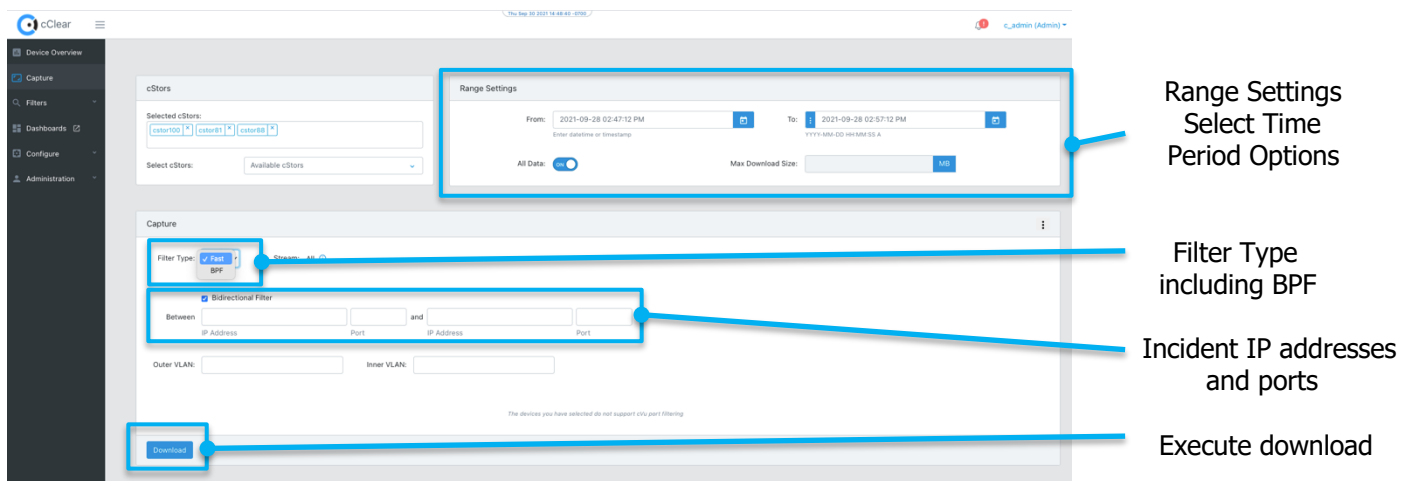 Thu Sep 30 2021 14:48:40 -0700
cClear
c_admin (Admin)
Device Overview
Capture
Filters
Dashboards
Configure
Administration
cStors
Selected cStors:
cstor100 × cstor81 × cstor88 ×
Select cStors: Available cStors
Range Settings
From: 2021-09-28 02:47:12 PM To: 2021-09-28 02:57:12 PM
Enter datetime or timestamp YYYY-MM-DD HH:MM:SS A
All Data: ON Max Download Size: MB
Capture
Filter Type: ✓ Fast Stream: All
BPF
Bidirectional Filter
Between and
IP Address Port IP Address Port
Outer VLAN: Inner VLAN:
The devices you have selected do not support cVu port filtering
Download
Range Settings
Select Time
Period Options
Filter Type
including BPF
Incident IP addresses
and ports
Execute download